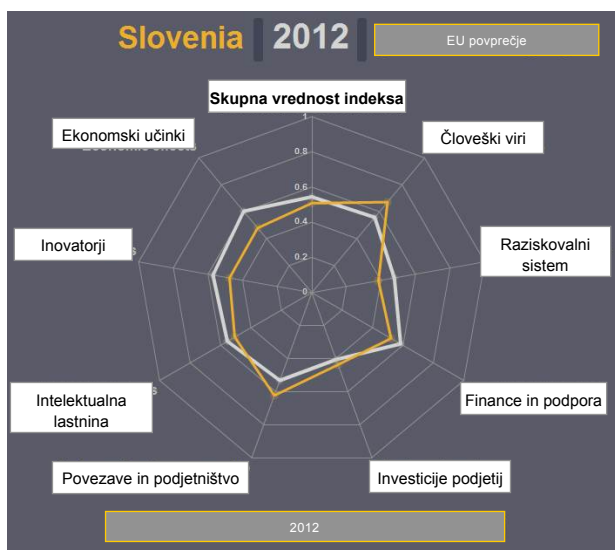 Slovenia 2012
EU povprečje
Skupna vrednost indeksa
Ekonomski učinki
Človeški viri
Inovatorji
Raziskovalni
sistem
Intelektualna
lastnina
Finance in podpora
Povezave in podjetništvo
Investicije podjetij
1
0.8
0.6
0.4
0.2
0
2012